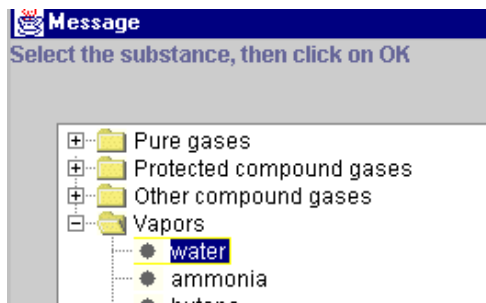 Message
Select the substance, then click on OK
Pure gases
Protected compound gases
Other compound gases
Vapors
water
ammonia